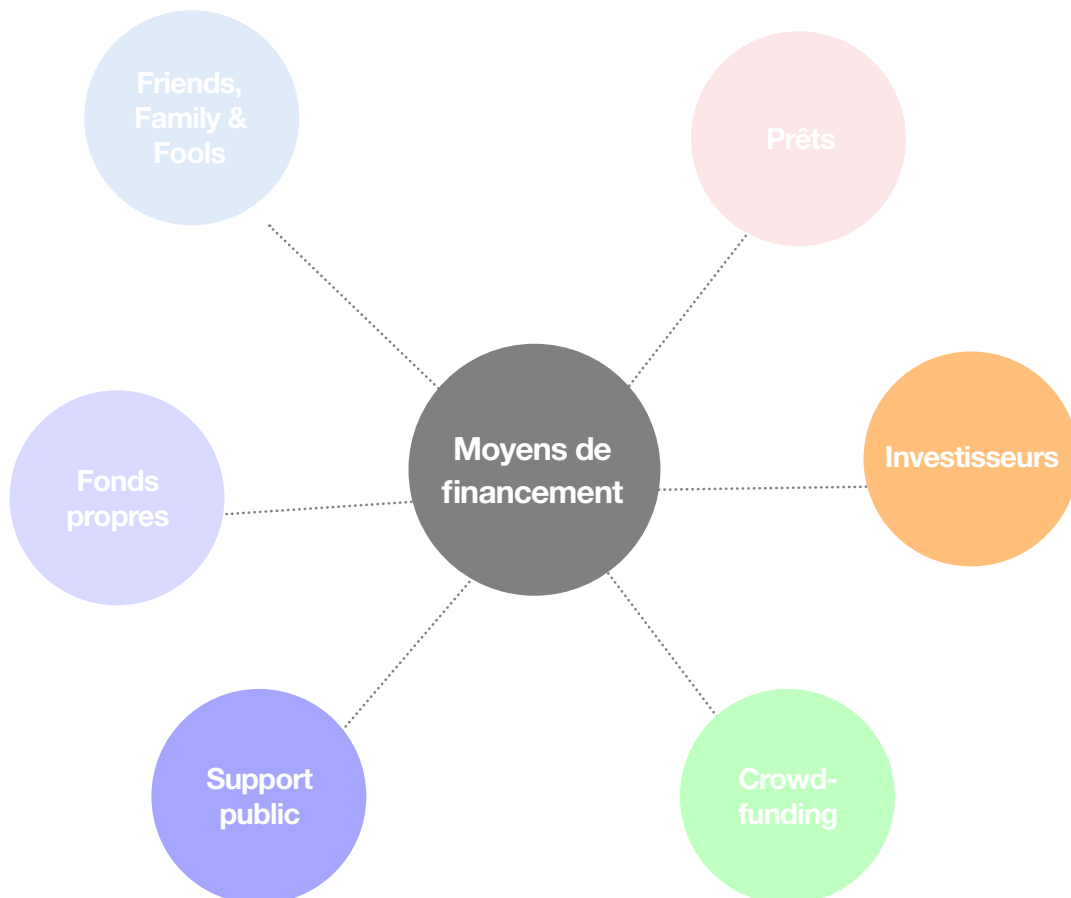 Friends,
Family &
Fools
Prêts
Moyens de
financement
Investisseurs
Fonds
propres
Support
public
Crowd-
funding